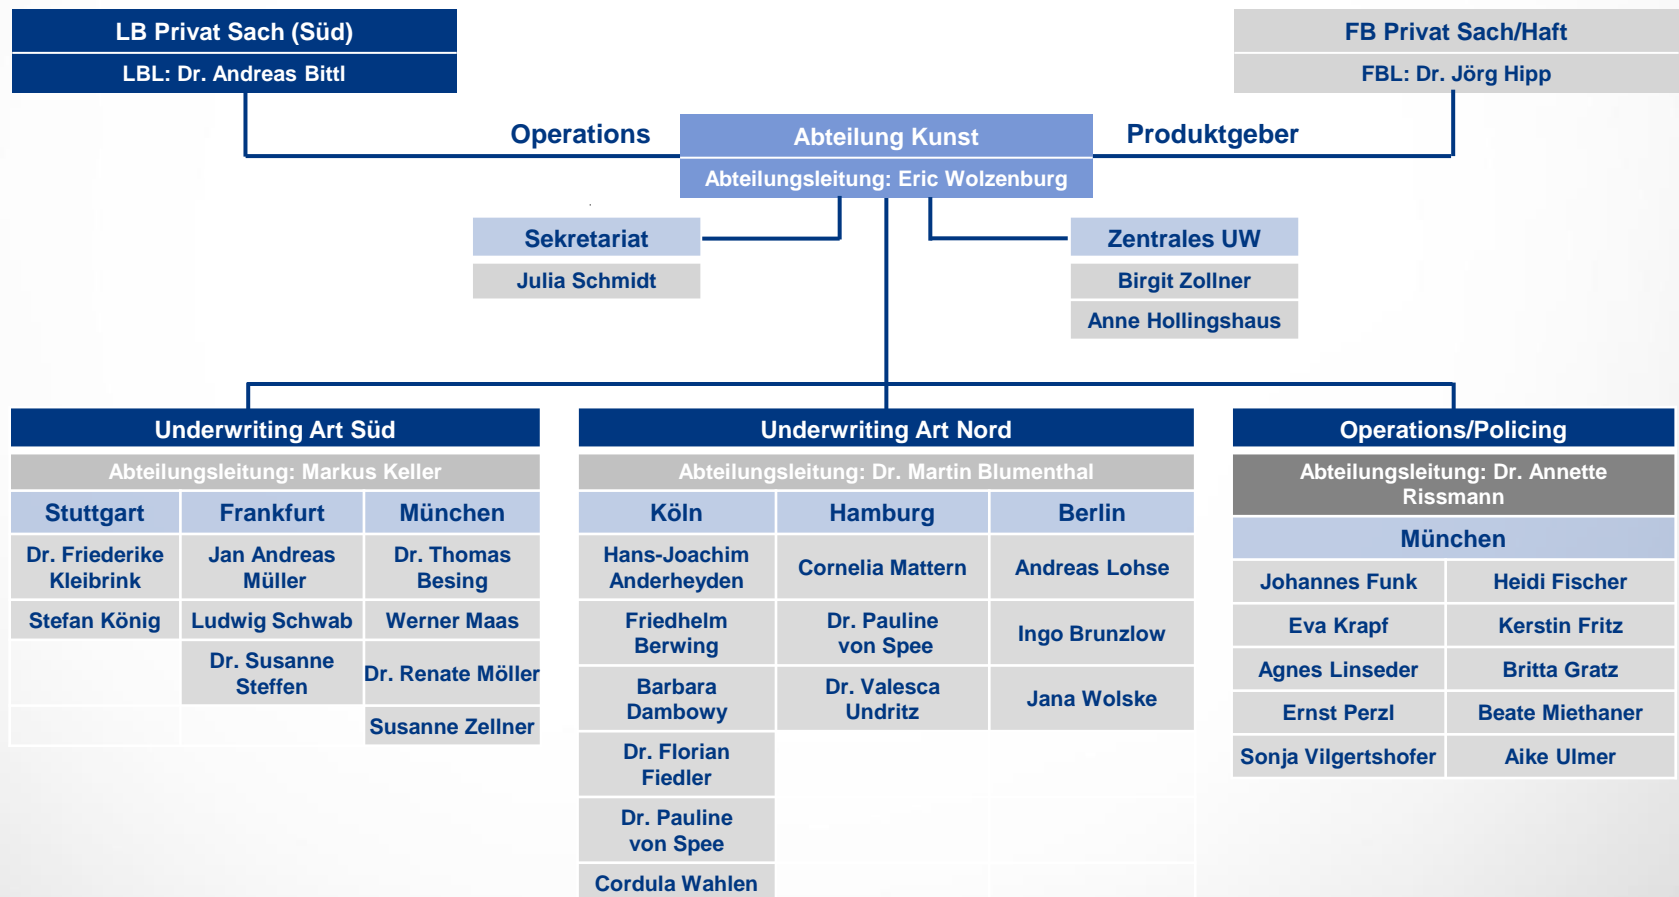 LB Privat Sach (Süd)
LBL: Dr. Andreas Bittl
FB Privat Sach/Haft
FBL: Dr. Jörg Hipp
Operations
Abteilung Kunst
Produktgeber
Abteilungsleitung: Eric Wolzenburg
Sekretariat
Julia Schmidt
Zentrales UW
Birgit Zollner
Anne Hollingshaus
Underwriting Art Süd
Abteilungsleitung: Markus Keller
Stuttgart
Dr. Friederike
Kleibrink
Stefan König
Frankfurt
Jan Andreas
Müller
Ludwig Schwab
Dr. Susanne
Steffen
München
Dr. Thomas
Besing
Werner Maas
Dr. Renate Möller
Susanne Zellner
Underwriting Art Nord
Abteilungsleitung: Dr. Martin Blumenthal
Köln
Hans-Joachim
Anderheyden
Friedhelm
Berwing
Barbara
Dambowy
Dr. Florian
Fiedler
Dr. Pauline
von Spee
Cordula Wahlen
Hamburg
Cornelia Mattern
Dr. Pauline
von Spee
Dr. Valesca
Undritz
Berlin
Andreas Lohse
Ingo Brunzlow
Jana Wolske
Operations/Policing
Abteilungsleitung: Dr. Annette
Rissmann
München
Johannes Funk
Eva Krapf
Agnes Linseder
Ernst Perzl
Sonja Vilgertshofer
Heidi Fischer
Kerstin Fritz
Britta Gratz
Beate Miethaner
Aike Ulmer